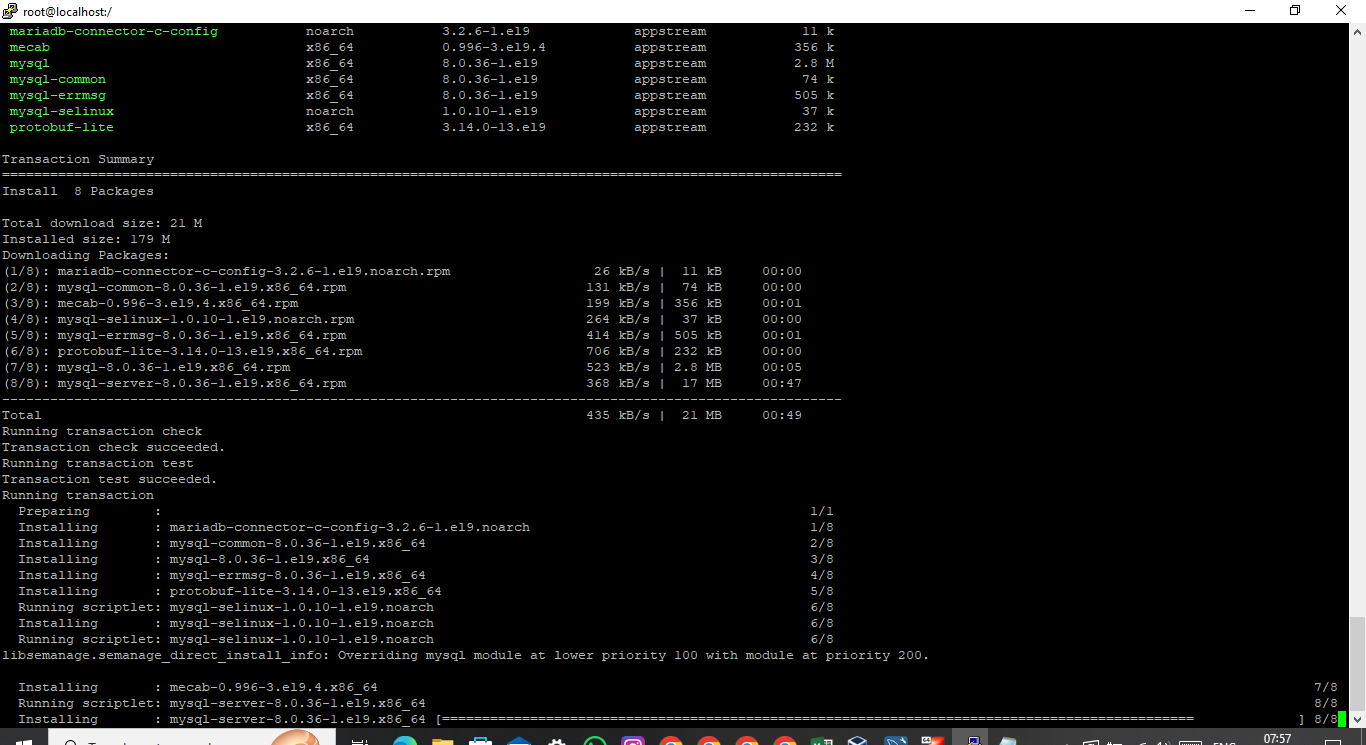 root@localhost:/
mariadb-connector-c-config noarch 3.2.6-1.el9 appstream 11 k
mecab x86_64 0.996-3.el9.4 appstream 356 k
mysql x86_64 8.0.36-1.el9 appstream 2.8 M
mysql-common x86_64 8.0.36-1.el9 appstream 74 k
mysql-errmsg x86_64 8.0.36-1.el9 appstream 505 k
mysql-selinux noarch 1.0.10-1.el9 appstream 37 k
protobuf-lite x86_64 3.14.0-13.el9 appstream 232 k
Transaction Summary
=========================================================================================================
Install  8 Packages
Total download size: 21 M
Installed size: 179 M
Downloading Packages:
(1/8): mariadb-connector-c-config-3.2.6-1.el9.noarch.rpm 26 kB/s | 11 kB 00:00
(2/8): mysql-common-8.0.36-1.el9.x86_64.rpm 131 kB/s | 74 kB 00:00
(3/8): mecab-0.996-3.el9.4.x86_64.rpm 199 kB/s | 356 kB 00:01
(4/8): mysql-selinux-1.0.10-1.el9.noarch.rpm 264 kB/s | 37 kB 00:00
(5/8): mysql-errmsg-8.0.36-1.el9.x86_64.rpm 414 kB/s | 505 kB 00:01
(6/8): protobuf-lite-3.14.0-13.el9.x86_64.rpm 706 kB/s | 232 kB 00:00
(7/8): mysql-8.0.36-1.el9.x86_64.rpm 523 kB/s | 2.8 MB 00:05
(8/8): mysql-server-8.0.36-1.el9.x86_64.rpm 368 kB/s | 17 MB 00:47
---------------------------------------------------------------------------------------------------------
Total 435 kB/s | 21 MB 00:49
Running transaction check
Transaction check succeeded.
Running transaction test
Transaction test succeeded.
Running transaction
Preparing : 1/1
Installing : mariadb-connector-c-config-3.2.6-1.el9.noarch 1/8
Installing : mysql-common-8.0.36-1.el9.x86_64 2/8
Installing : mysql-8.0.36-1.el9.x86_64 3/8
Installing : mysql-errmsg-8.0.36-1.el9.x86_64 4/8
Installing : protobuf-lite-3.14.0-13.el9.x86_64 5/8
Running scriptlet: mysql-selinux-1.0.10-1.el9.noarch 6/8
Installing : mysql-selinux-1.0.10-1.el9.noarch 6/8
Running scriptlet: mysql-selinux-1.0.10-1.el9.noarch 6/8
libsemanage.semanage_direct_install_info: Overriding mysql module at lower priority 100 with module at priority 200.
Installing : mecab-0.996-3.el9.4.x86_64 7/8
Running scriptlet: mysql-server-8.0.36-1.el9.x86_64 8/8
Installing : mysql-server-8.0.36-1.el9.x86_64 [============================================================================================== ] 8/8
07:57